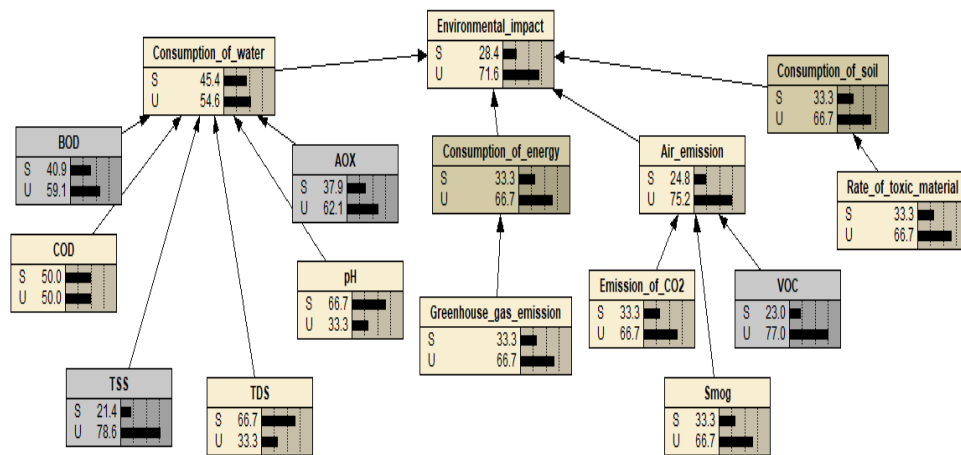 Environmental_impact
S 28.4
U 71.6
Consumption_of_water
S 45.4
U 54.6
Consumption_of_soil
S 33.3
U 66.7
BOD
S 40.9
U 59.1
AOX
S 37.9
U 62.1
Consumption_of_energy
S 33.3
U 66.7
Air_emission
S 24.8
U 75.2
Rate_of_toxic_material
S 33.3
U 66.7
COD
S 50.0
U 50.0
pH
S 66.7
U 33.3
Greenhouse_gas_emission
S 33.3
U 66.7
Emission_of_CO2
S 33.3
U 66.7
VOC
S 23.0
U 77.0
TSS
S 21.4
U 78.6
TDS
S 66.7
U 33.3
Smog
S 33.3
U 66.7